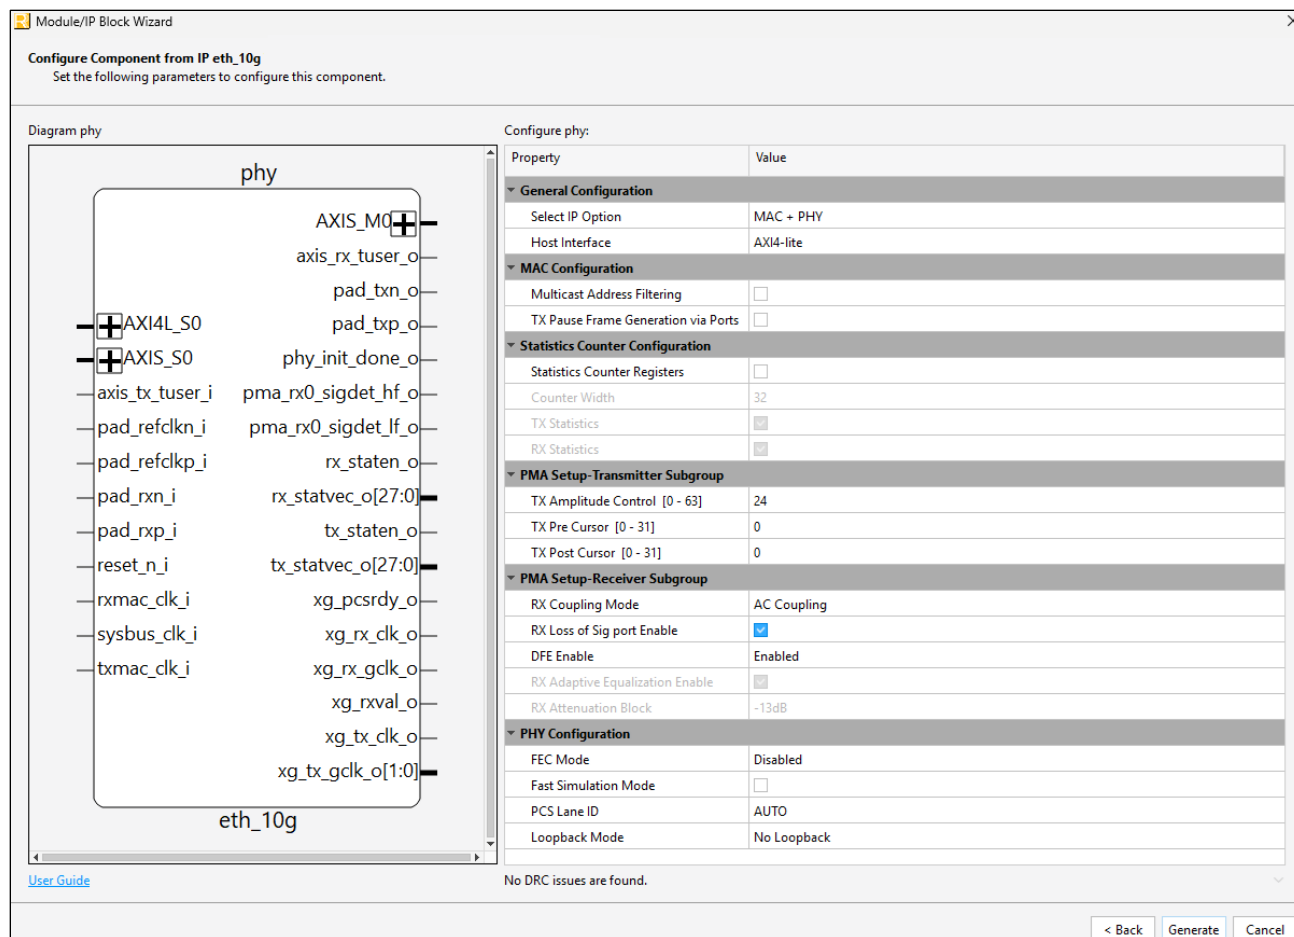 Module/IP Block Wizard
Configure Component from IP eth_10g
Set the following parameters to configure this component.
Diagram phy
phy
AXIS_M0
axis_rx_tuser_o
pad_txn_o
AXI4L_S0 pad_txp_o
AXIS_S0 phy_init_done_o
axis_tx_tuser_i pma_rx0_sigdet_hf_o
pad_refclkn_i pma_rx0_sigdet_lf_o
pad_refclkp_i rx_staten_o
pad_rxn_i rx_statvec_o[27:0]
pad_rxp_i tx_staten_o
reset_n_i tx_statvec_o[27:0]
rxmac_clk_i xg_pcsrdy_o
sysbus_clk_i xg_rx_clk_o
txmac_clk_i xg_rx_gclk_o
xg_rxval_o
xg_tx_clk_o
xg_tx_gclk_o[1:0]
eth_10g
User Guide
Configure phy:
Property Value
General Configuration
Select IP Option MAC + PHY
Host Interface AXI4-lite
MAC Configuration
Multicast Address Filtering
TX Pause Frame Generation via Ports
Statistics Counter Configuration
Statistics Counter Registers
Counter Width 32
TX Statistics
RX Statistics
PMA Setup-Transmitter Subgroup
TX Amplitude Control [0 - 63] 24
TX Pre Cursor [0 - 31] 0
TX Post Cursor [0 - 31] 0
PMA Setup-Receiver Subgroup
RX Coupling Mode AC Coupling
RX Loss of Sig port Enable
DFE Enable Enabled
RX Adaptive Equalization Enable
RX Attenuation Block -13dB
PHY Configuration
FEC Mode Disabled
Fast Simulation Mode
PCS Lane ID AUTO
Loopback Mode No Loopback
No DRC issues are found.
< Back Generate Cancel